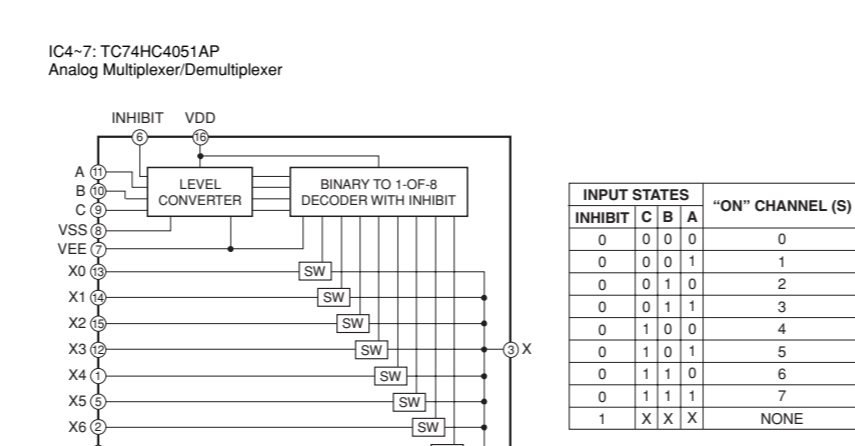 IC4~7: TC74HC4051AP
Analog Multiplexer/Demultiplexer
INHIBIT VDD
6 16
A 11
B 10
C 9
VSS 8
VEE 7
LEVEL
CONVERTER
BINARY TO 1-OF-8
DECODER WITH INHIBIT
X0 13 SW
X1 14 SW
X2 15 SW
X3 12 SW 3 X
X4 1 SW
X5 5 SW
X6 2 SW
INPUT STATES "ON" CHANNEL (S)
INHIBIT C B A
0 0 0 0 0
0 0 0 1 1
0 0 1 0 2
0 0 1 1 3
0 1 0 0 4
0 1 0 1 5
0 1 1 0 6
0 1 1 1 7
1 X X X NONE